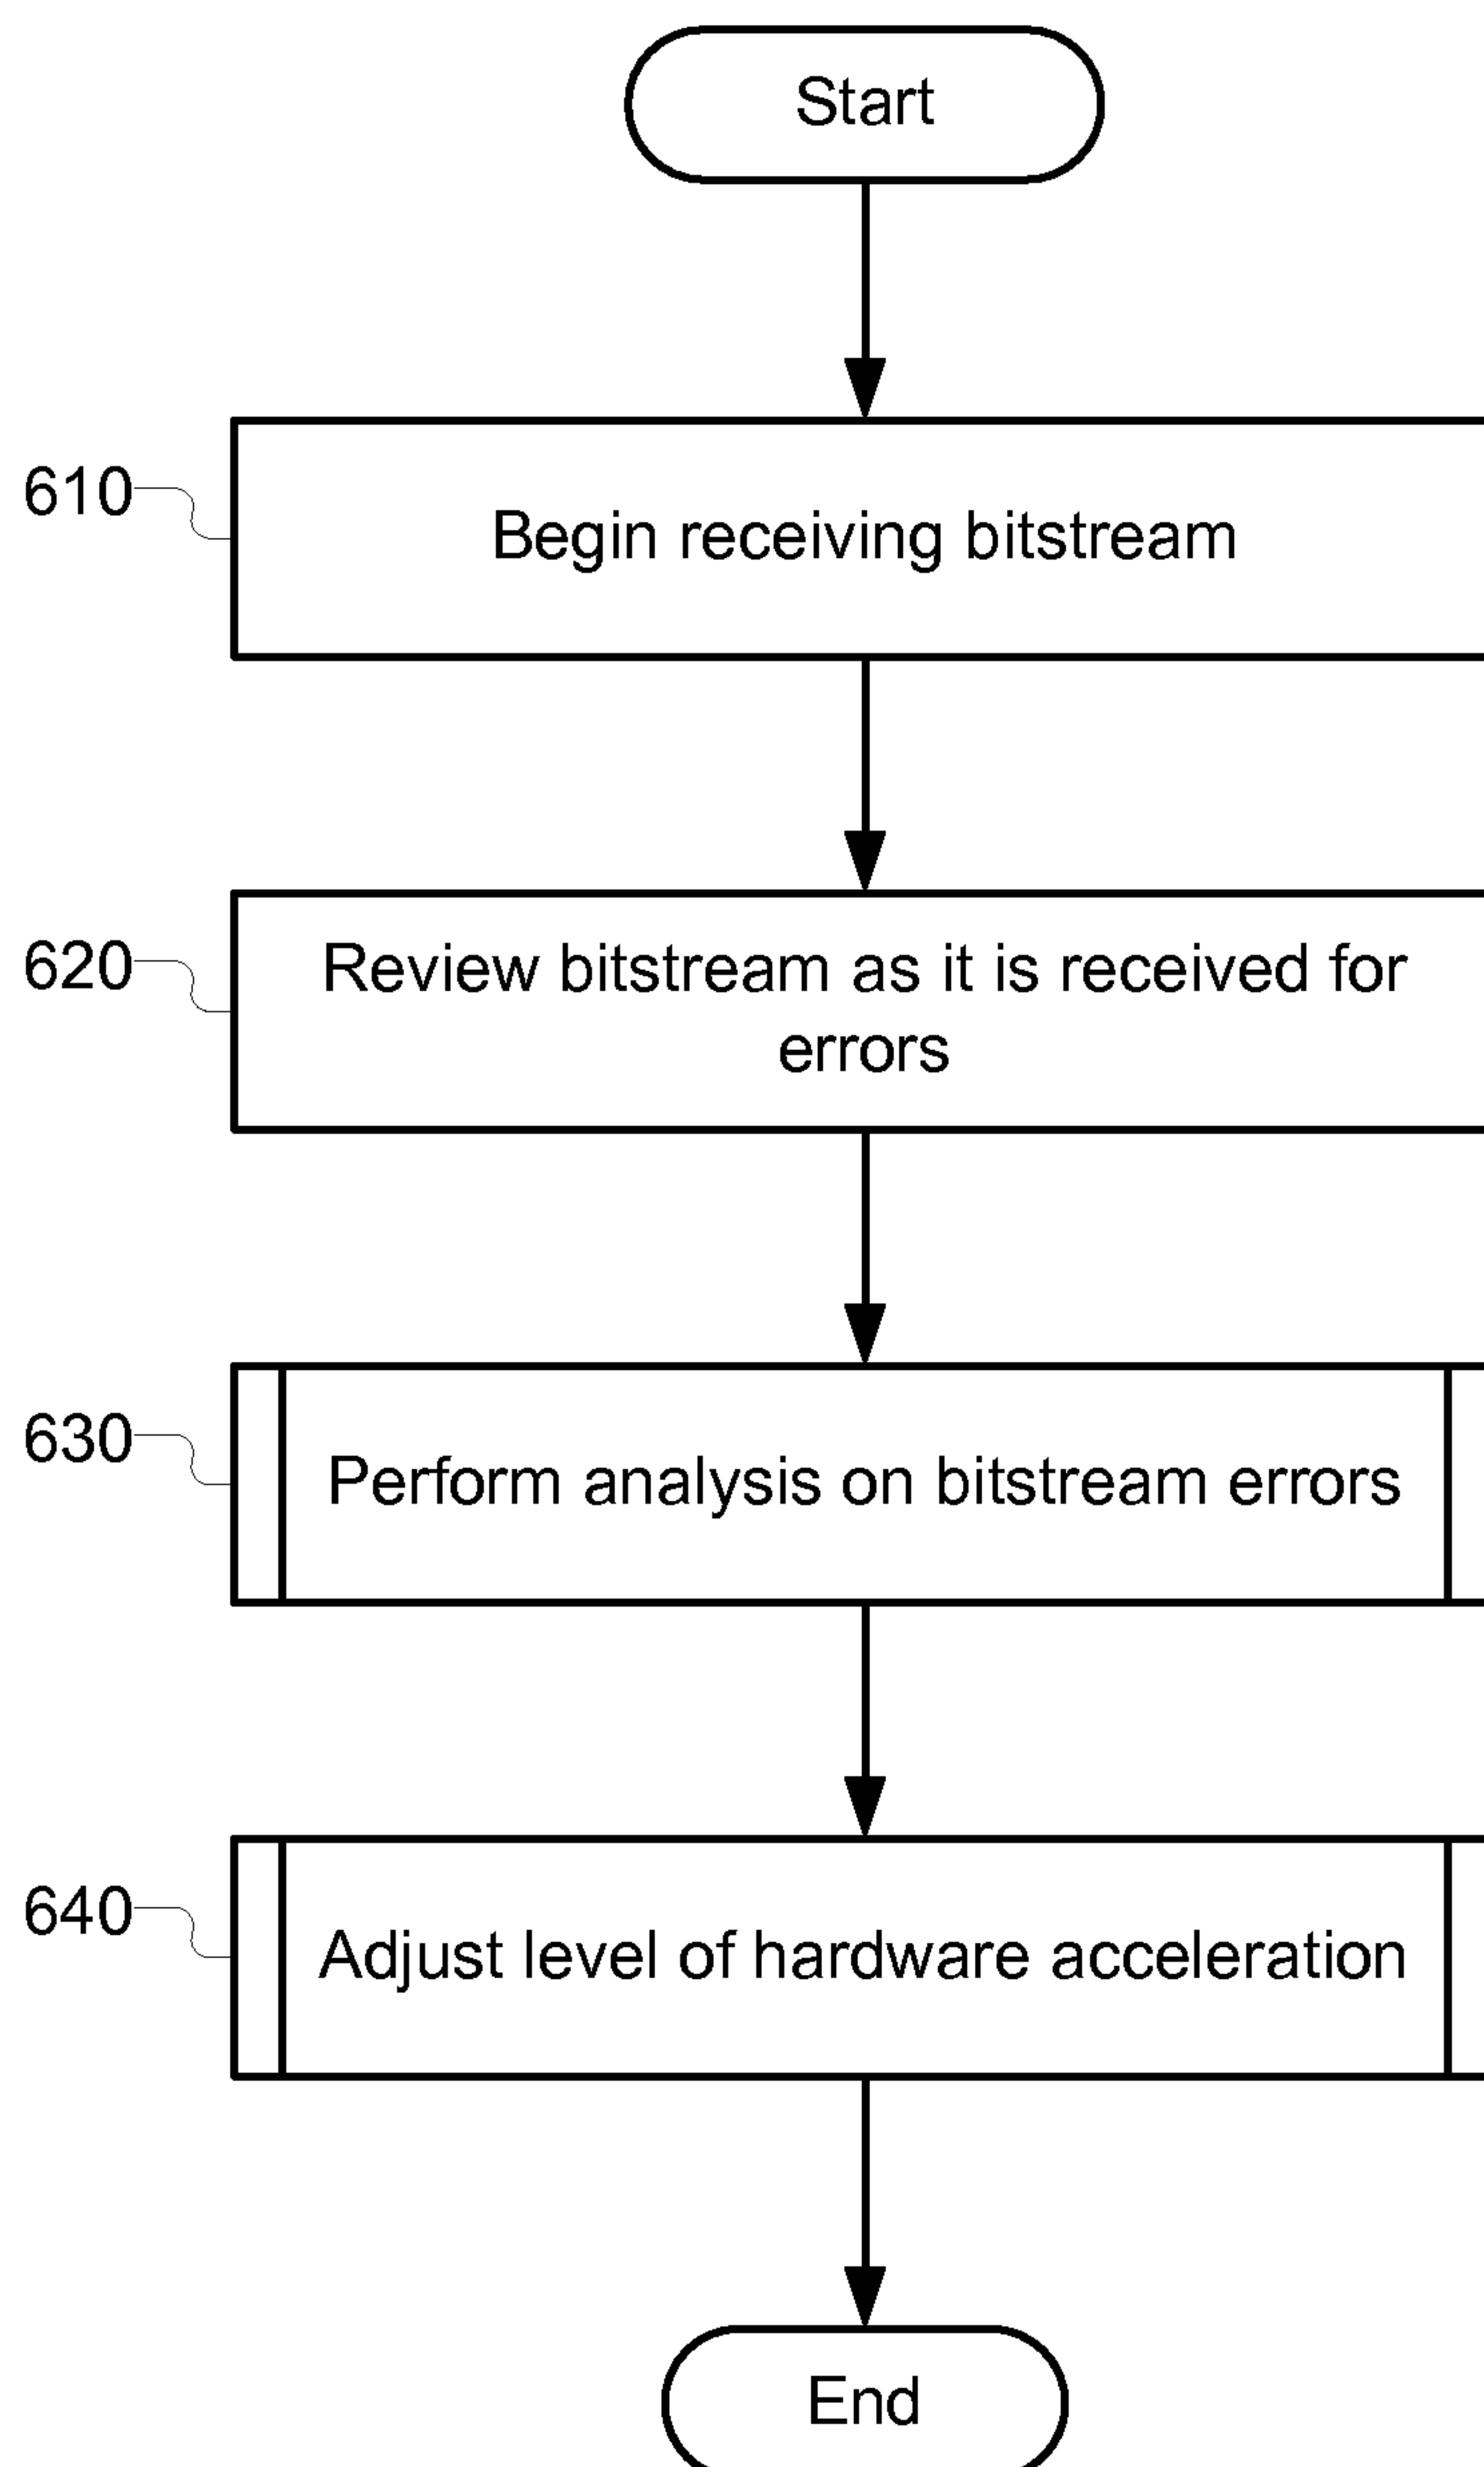 Start
610
Begin receiving bitstream
620
Review bitstream as it is received for
errors
630
Perform analysis on bitstream errors
640
Adjust level of hardware acceleration
End